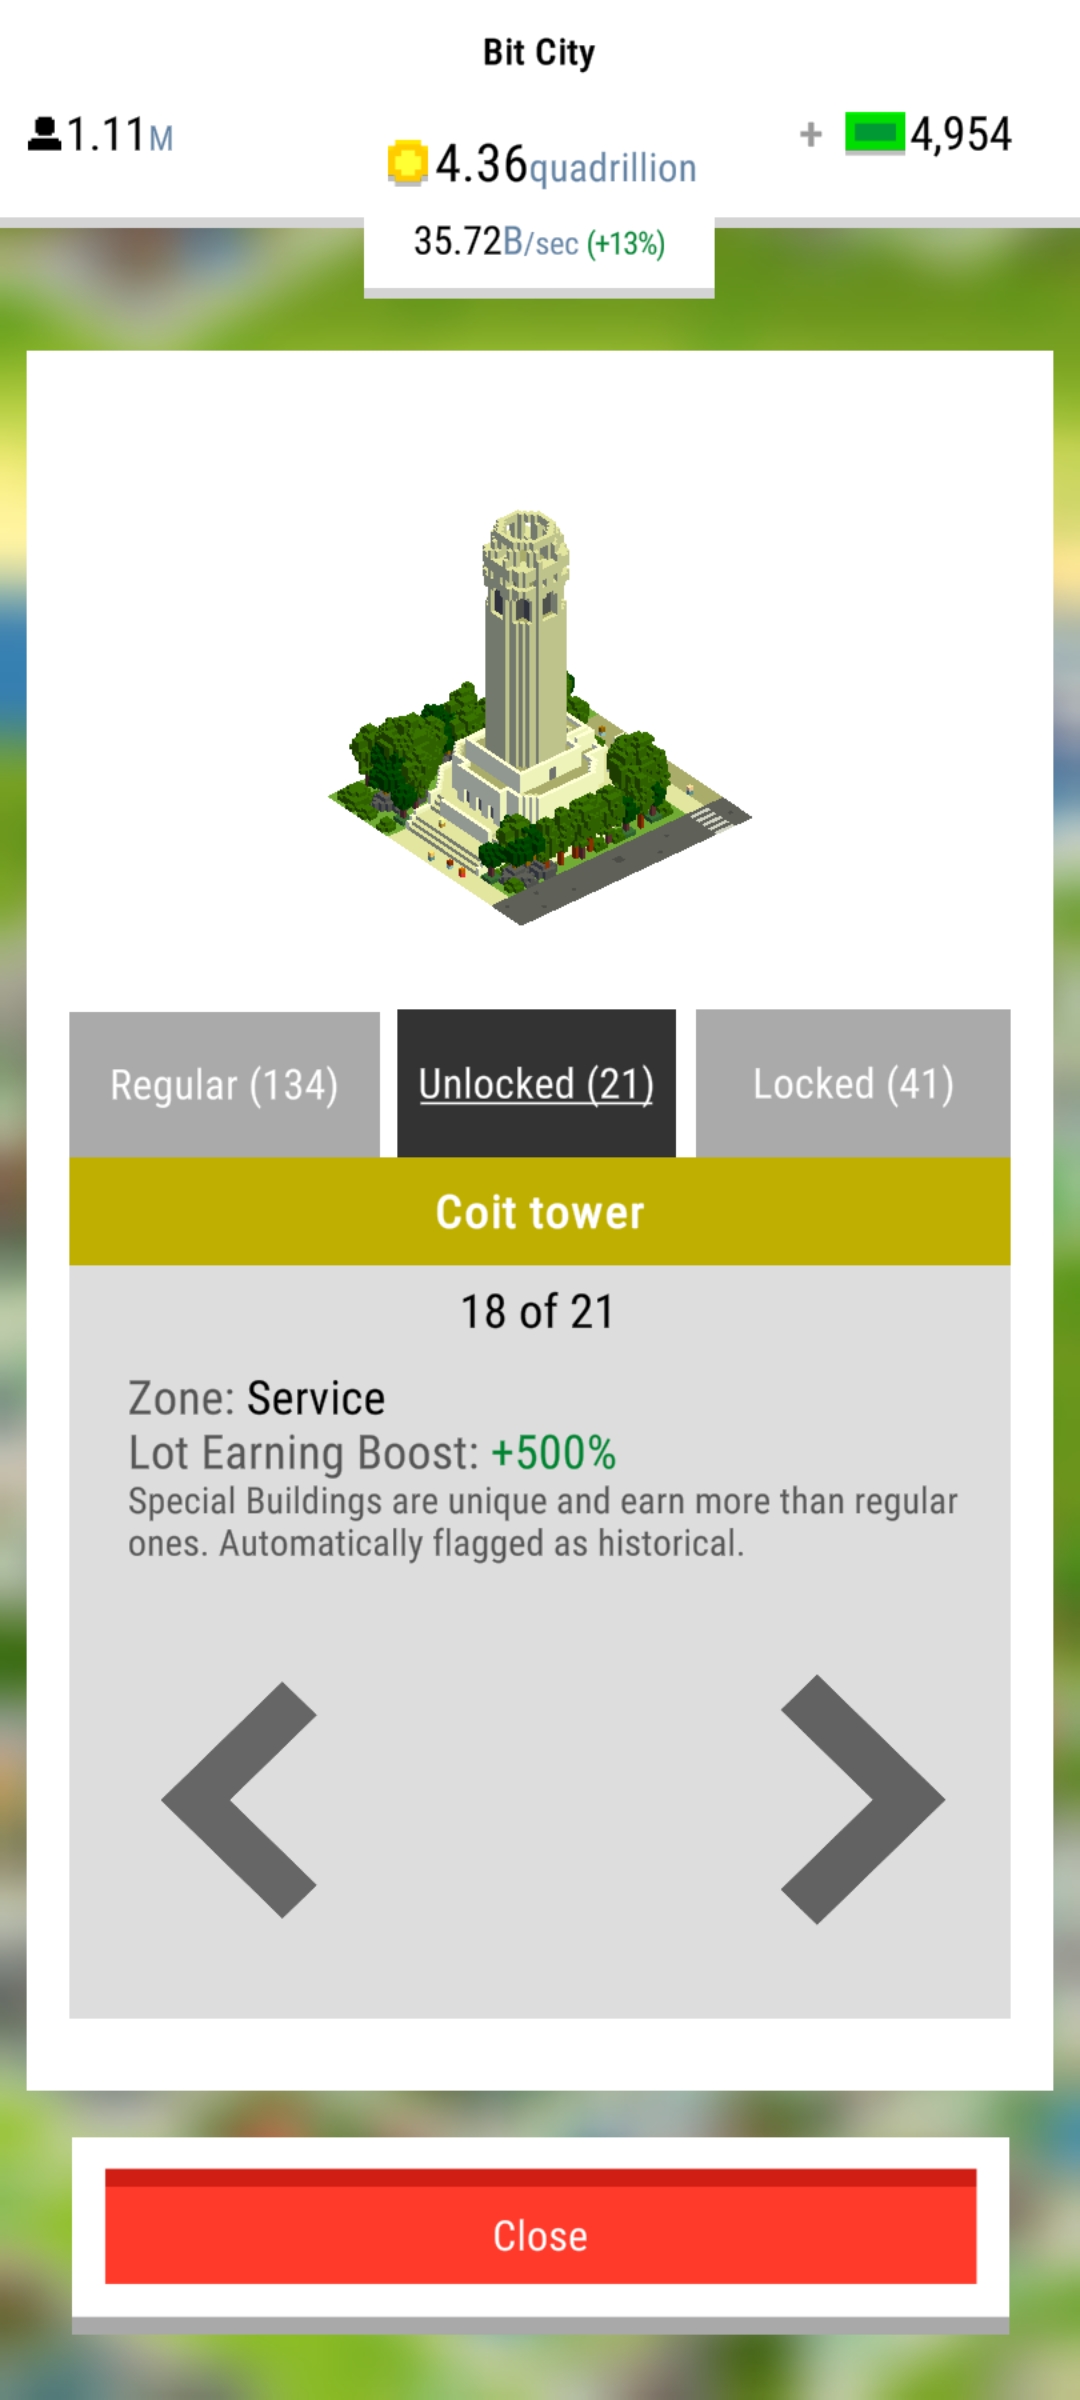 Bit City
1.11M
4.36quadrillion
+ 4,954
35.72B/sec (+13%)
Regular (134)
Unlocked (21)
Locked (41)
Coit tower
18 of 21
Zone: Service
Lot Earning Boost: +500%
Special Buildings are unique and earn more than regular
ones. Automatically flagged as historical.
Close